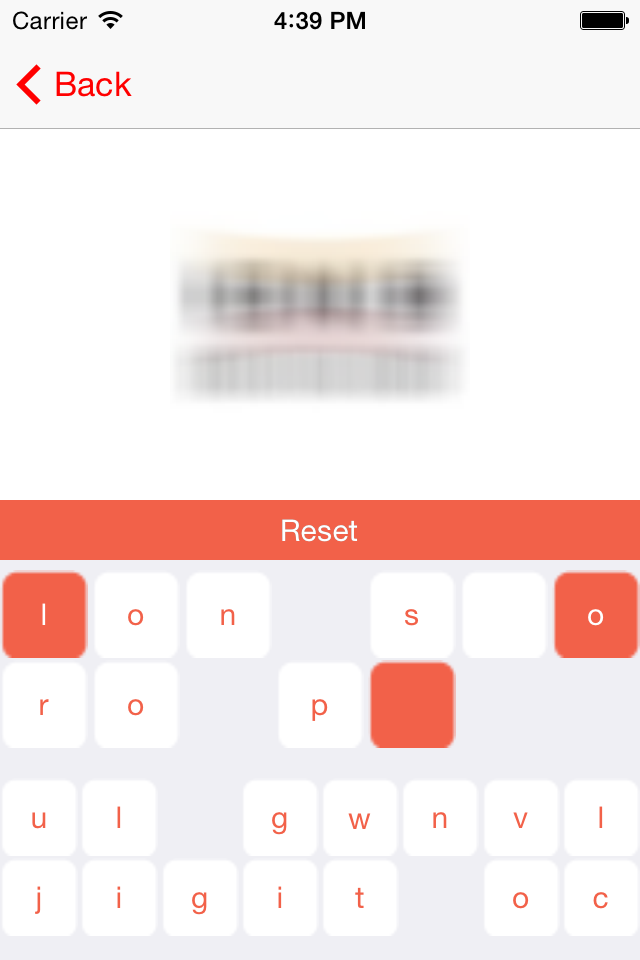 Carrier 4:39 PM
Back
Reset
l o n s o
r o p
u l g w n v l
j i g i t o c